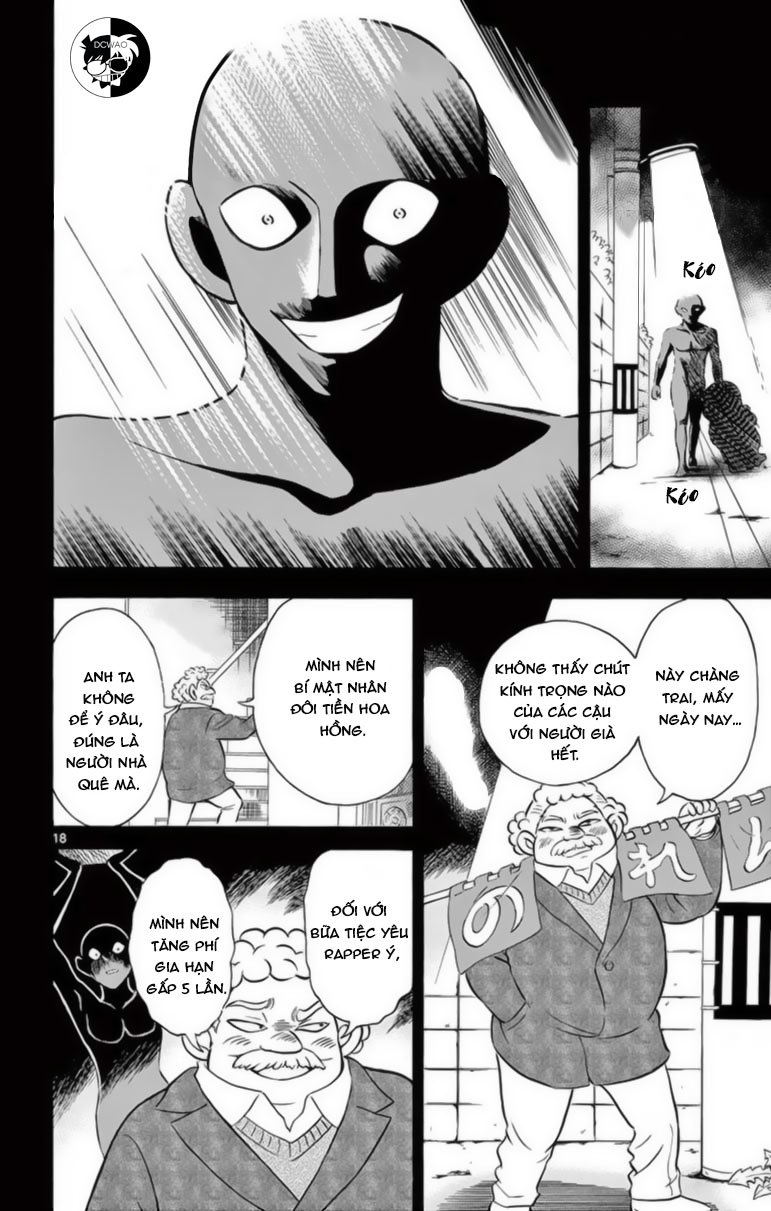 DCWAO
Kéo
Kéo
NÀY CHÀNG
TRAI, MẤY
NGÀY NAY...
KHÔNG THẤY CHÚT
KÍNH TRỌNG NÀO
CỦA CÁC CẬU
VỚI NGƯỜI GIÀ
HẾT.
のれん
MÌNH NÊN
BÍ MẬT NHÂN
ĐÔI TIỀN HOA
HỒNG.
ANH TA
KHÔNG
ĐỂ Ý ĐÂU,
ĐÚNG LÀ
NGƯỜI NHÀ
QUÊ MÀ.
18
ĐỐI VỚI
BỮA TIỆC YÊU
RAPPER Ý,
MÌNH NÊN
TĂNG PHÍ
GIA HẠN
GẤP 5 LẦN.